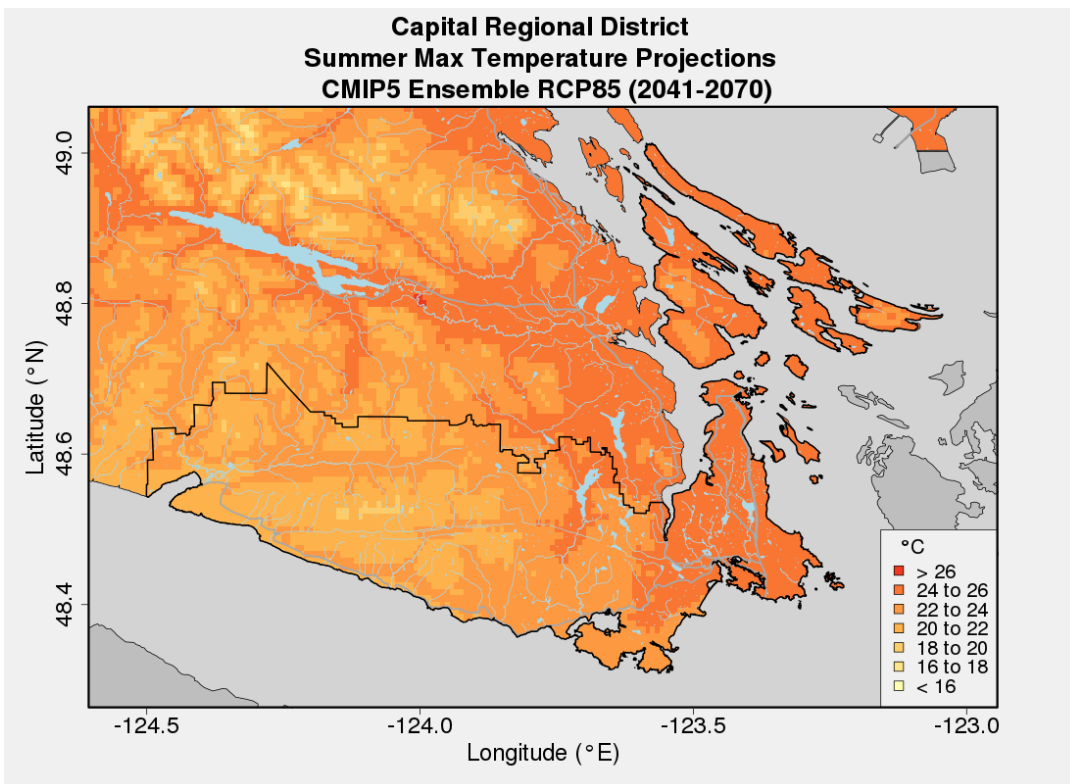 Capital Regional District
Summer Max Temperature Projections
CMIP5 Ensemble RCP85 (2041-2070)
49.0
48.8
48.6
48.4
Latitude (°N)
-124.5
-124.0
-123.5
-123.0
Longitude (°E)
°C
> 26
24 to 26
22 to 24
20 to 22
18 to 20
16 to 18
< 16